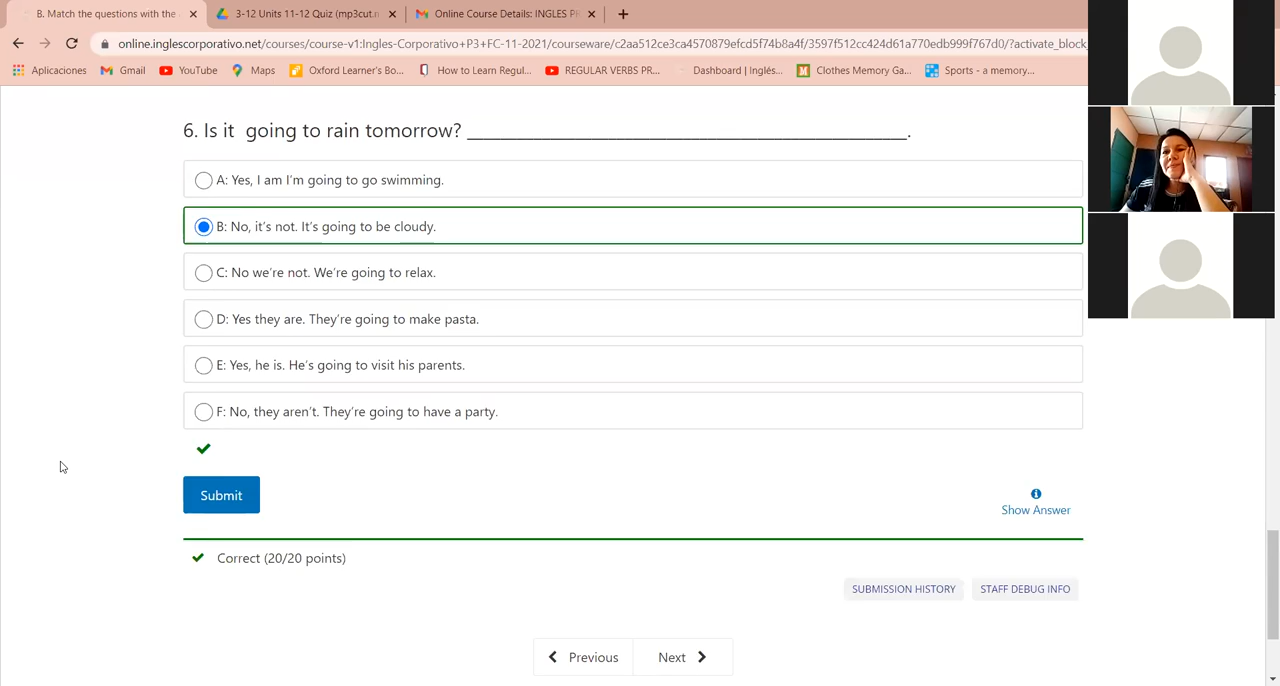 B. Match the questions with the
3-12 Units 11-12 Quiz (mp3cut.n
Online Course Details: INGLES P
online.inglescorporativo.net/courses/course-v1:Ingles-Corporativo+P3+FC-11-2021/courseware/c2aa512ce3ca4570879efcd5f74b8a4f/3597f512cc424d61a770edb999f767d0/?activate_block_
Aplicaciones
Gmail
YouTube
Maps
Oxford Learner's Bo...
How to Learn Regul...
REGULAR VERBS PR...
Dashboard | Inglés...
Clothes Memory Ga...
Sports - a memory...
6. Is it going to rain tomorrow? ________________________________________.
A: Yes, I am I'm going to go swimming.
B: No, it's not. It's going to be cloudy.
C: No we're not. We're going to relax.
D: Yes they are. They're going to make pasta.
E: Yes, he is. He's going to visit his parents.
F: No, they aren't. They're going to have a party.
Submit
Show Answer
Correct (20/20 points)
SUBMISSION HISTORY
STAFF DEBUG INFO
Previous
Next